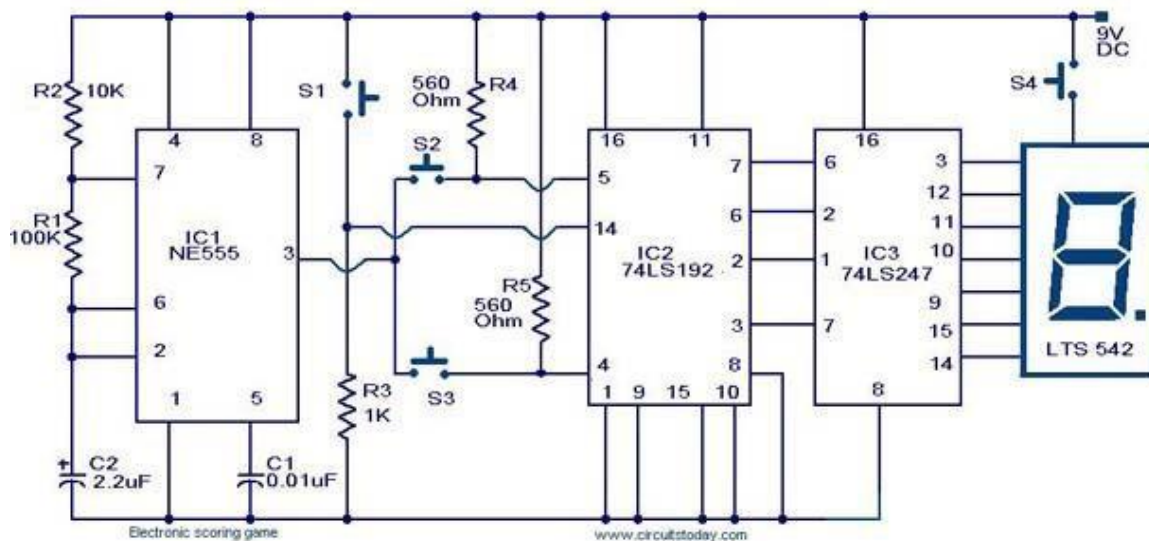 9V
DC
R2
10K
S1
560
Ohm
R4
S4
4
8
S2
16
11
16
7
5
7
6
3
R1
100K
IC1
NE555
3
14
6
2
12
11
IC2
74LS192
2
1
IC3
74LS247
10
6
R5
560
Ohm
3
7
9
15
2
S3
4
8
14
LTS 542
1
5
R3
1K
1
9
15
10
8
+
C2
2.2uF
C1
0.01uF
Electronic scoring game
www.circuitstoday.com